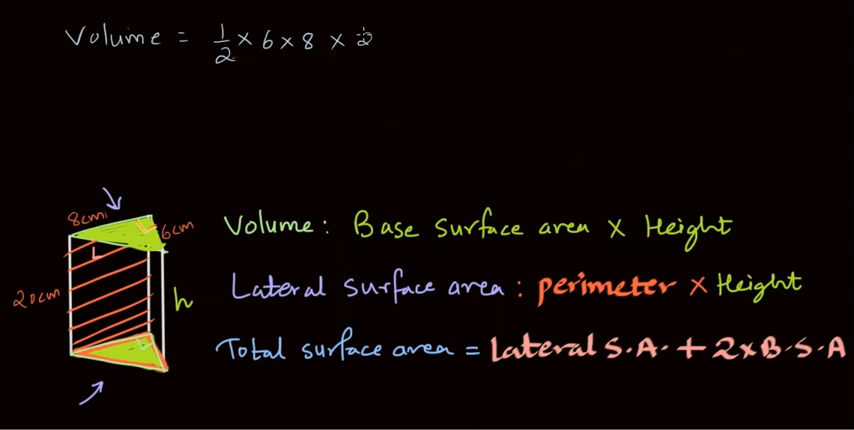 Volume = 1/2 × 6 × 8 × 2
8cm
6cm
Volume: Base surface area × Height
L
20cm
h
Lateral surface area: perimeter × Height
Total surface area = Lateral S.A. + 2×B.S.A